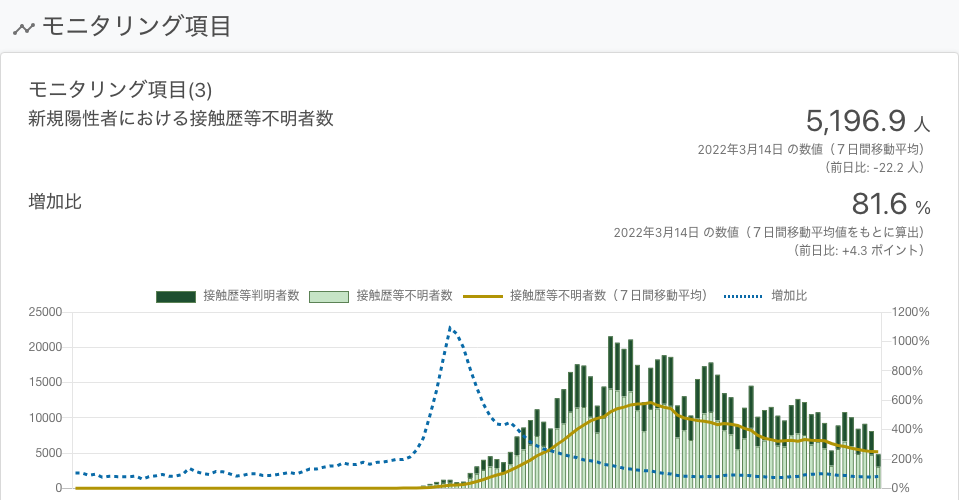 モニタリング項目
モニタリング項目(3)
新規陽性者における接触歴等不明者数
5,196.9 人
2022年3月14日 の数値（７日間移動平均）
（前日比: -22.2 人）
増加比
81.6 %
2022年3月14日 の数値（７日間移動平均値をもとに算出）
（前日比: +4.3 ポイント）
接触歴等判明者数 接触歴等不明者数 接触歴等不明者数（７日間移動平均） 増加比
25000 1200%
20000 1000%
15000 800%
10000 600%
5000 400%
0 200%
0%